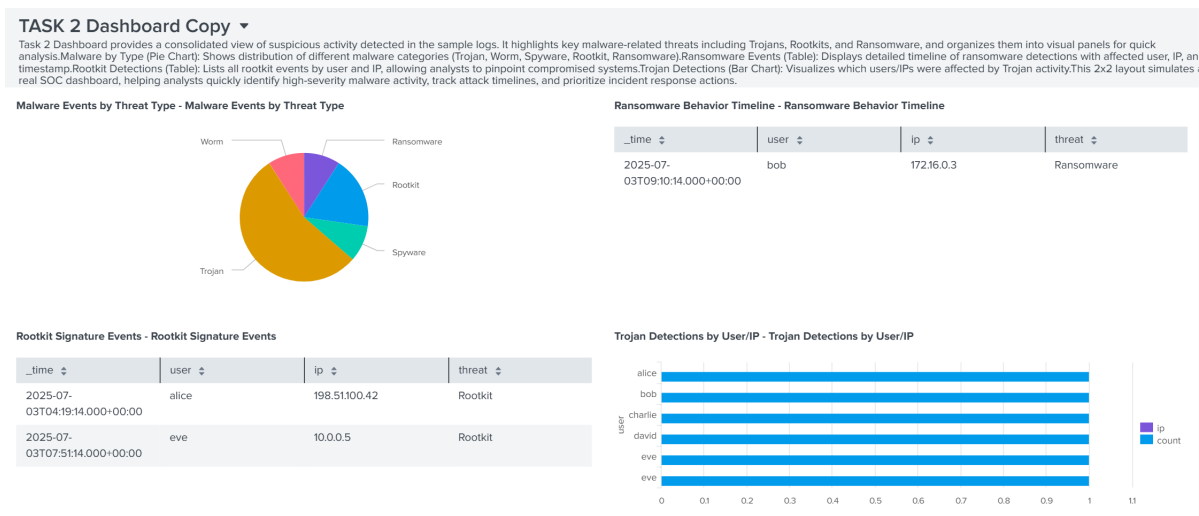 TASK 2 Dashboard Copy
Task 2 Dashboard provides a consolidated view of suspicious activity detected in the sample logs. It highlights key malware-related threats including Trojans, Rootkits, and Ransomware, and organizes them into visual panels for quick
analysis.Malware by Type (Pie Chart): Shows distribution of different malware categories (Trojan, Worm, Spyware, Rootkit, Ransomware).Ransomware Events (Table): Displays detailed timeline of ransomware detections with affected user, IP, an
timestamp.Rootkit Detections (Table): Lists all rootkit events by user and IP, allowing analysts to pinpoint compromised systems.Trojan Detections (Bar Chart): Visualizes which users/IPs were affected by Trojan activity.This 2x2 layout simulates a
real SOC dashboard, helping analysts quickly identify high-severity malware activity, track attack timelines, and prioritize incident response actions.
Malware Events by Threat Type - Malware Events by Threat Type
Worm
Ransomware
Rootkit
Spyware
Trojan
Ransomware Behavior Timeline - Ransomware Behavior Timeline
_time user ip threat
2025-07-
03T09:10:14.000+00:00 bob 172.16.0.3 Ransomware
Rootkit Signature Events - Rootkit Signature Events
_time user ip threat
2025-07-
03T04:19:14.000+00:00 alice 198.51.100.42 Rootkit
2025-07-
03T07:51:14.000+00:00 eve 10.0.0.5 Rootkit
Trojan Detections by User/IP - Trojan Detections by User/IP
user
alice
bob
charlie
david
eve
eve
0 0.1 0.2 0.3 0.4 0.5 0.6 0.7 0.8 0.9 1 1.1
ip
count